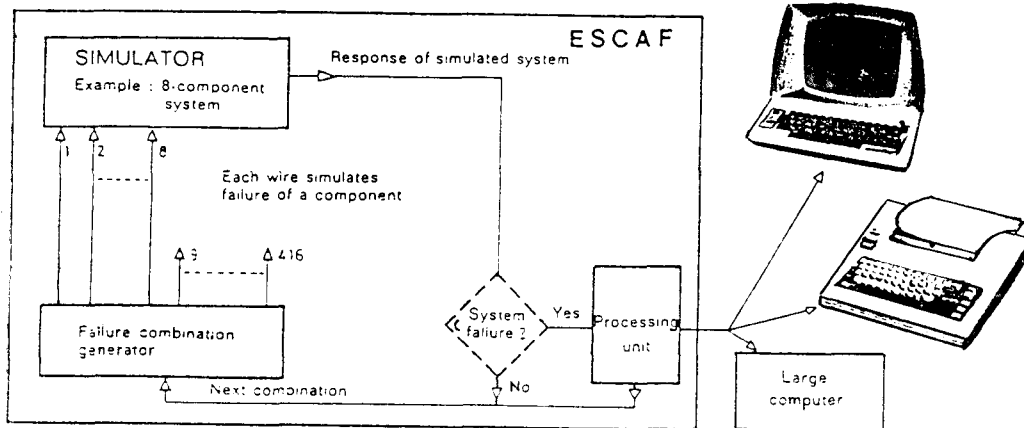 ESCAF
SIMULATOR
Example : 8-component
system
Response of simulated system
1
2
8
Each wire simulates
failure of a component
9
416
Failure combination
generator
System
failure ?
Yes
No
Processing
unit
Next combination
Large
computer